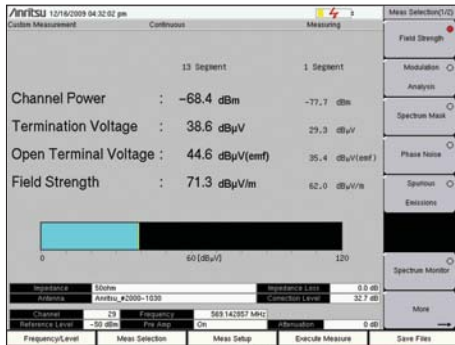 Anritsu 12/16/2009 04:32:02 pm
Custom Measurement Continuous Measuring
Meas Selection(1/2)
13 Segment 1 Segment
Channel Power : -68.4 dBm -77.7 dBm
Termination Voltage : 38.6 dBµV 29.3 dBµV
Open Terminal Voltage : 44.6 dBµV(emf) 35.4 dBµV(emf)
Field Strength : 71.3 dBµV/m 62.0 dBµV/m
0 60[dBµV] 120
Impedance 50ohm Impedance Loss 0.0 dB
Antenna Anritsu_#2000-1030 Correction Level 32.7 dB
Channel 29 Frequency 569.142857 MHz
Reference Level -50 dBm Pre Amp On Attenuation 0 dB
Field Strength
Modulation
Analysis
Spectrum Mask
Phase Noise
Spurious
Emissions
Spectrum Monitor
More
Frequency/Level Meas Selection Meas Setup Execute Measure Save Files